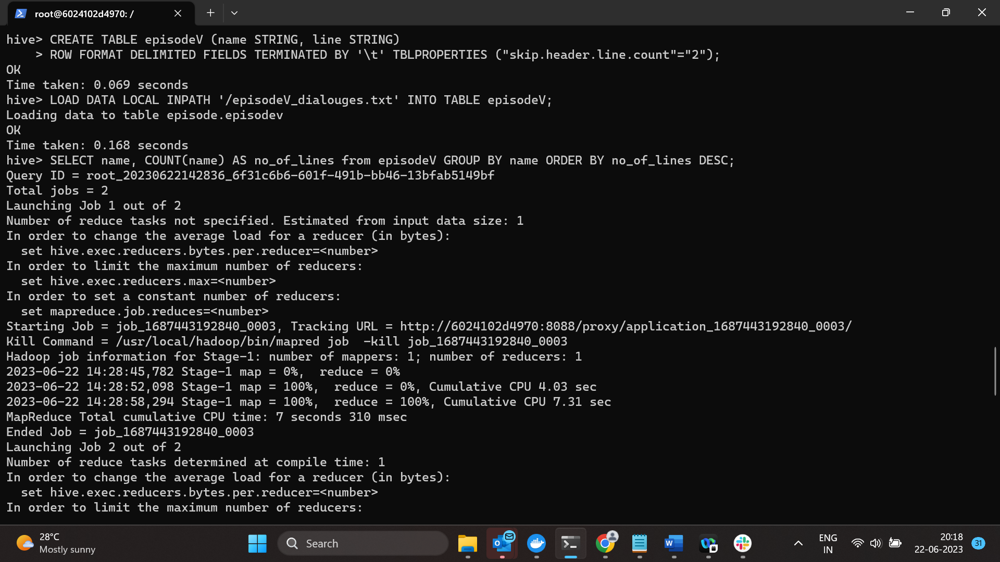 root@6024102d4970: /
hive> CREATE TABLE episodeV (name STRING, line STRING)
    > ROW FORMAT DELIMITED FIELDS TERMINATED BY '\t' TBLPROPERTIES ("skip.header.line.count"="2");
OK
Time taken: 0.069 seconds
hive> LOAD DATA LOCAL INPATH '/episodeV_dialouges.txt' INTO TABLE episodeV;
Loading data to table episode.episodev
OK
Time taken: 0.168 seconds
hive> SELECT name, COUNT(name) AS no_of_lines from episodeV GROUP BY name ORDER BY no_of_lines DESC;
Query ID = root_20230622142836_6f31c6b6-601f-491b-bb46-13bfab5149bf
Total jobs = 2
Launching Job 1 out of 2
Number of reduce tasks not specified. Estimated from input data size: 1
In order to change the average load for a reducer (in bytes):
  set hive.exec.reducers.bytes.per.reducer=<number>
In order to limit the maximum number of reducers:
  set hive.exec.reducers.max=<number>
In order to set a constant number of reducers:
  set mapreduce.job.reduces=<number>
Starting Job = job_1687443192840_0003, Tracking URL = http://6024102d4970:8088/proxy/application_1687443192840_0003/
Kill Command = /usr/local/hadoop/bin/mapred job  -kill job_1687443192840_0003
Hadoop job information for Stage-1: number of mappers: 1; number of reducers: 1
2023-06-22 14:28:45,782 Stage-1 map = 0%,  reduce = 0%
2023-06-22 14:28:52,098 Stage-1 map = 100%,  reduce = 0%, Cumulative CPU 4.03 sec
2023-06-22 14:28:58,294 Stage-1 map = 100%,  reduce = 100%, Cumulative CPU 7.31 sec
MapReduce Total cumulative CPU time: 7 seconds 310 msec
Ended Job = job_1687443192840_0003
Launching Job 2 out of 2
Number of reduce tasks determined at compile time: 1
In order to change the average load for a reducer (in bytes):
  set hive.exec.reducers.bytes.per.reducer=<number>
In order to limit the maximum number of reducers:
28°C
Mostly sunny
Search
ENG
IN
20:18
22-06-2023
31